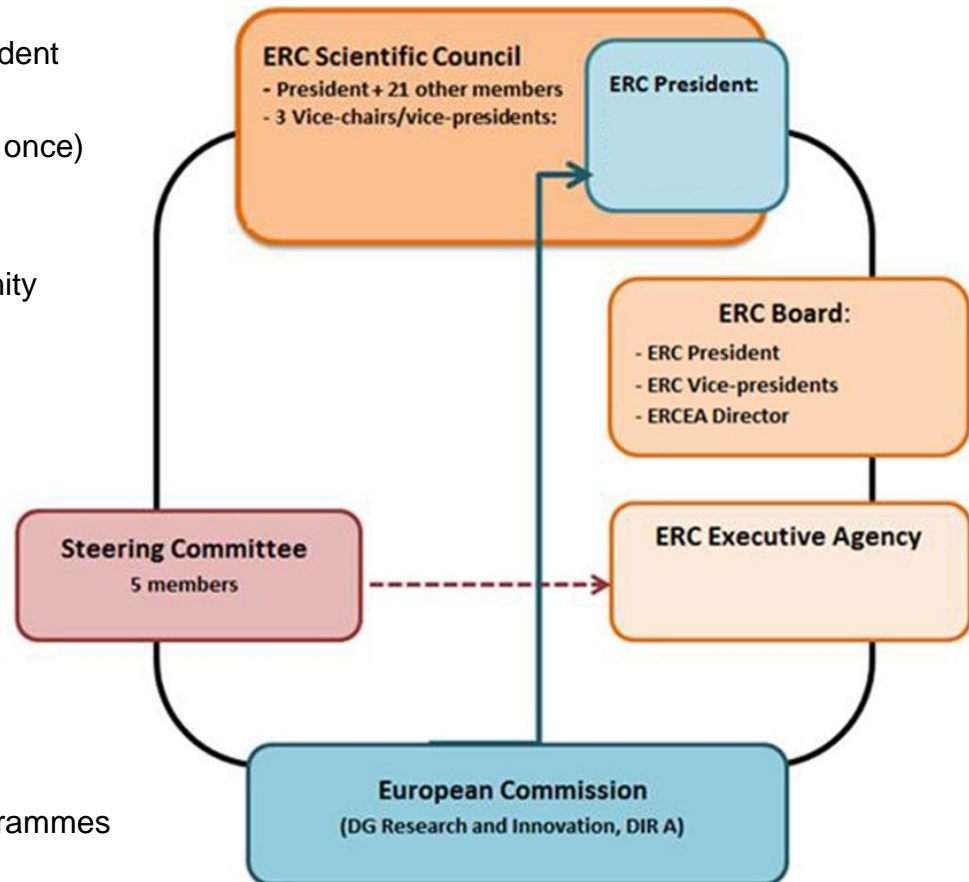 dent
once)
nity
rammes
ERC Scientific Council
- President + 21 other members
- 3 Vice-chairs/vice-presidents:
ERC President:
ERC Board:
- ERC President
- ERC Vice-presidents
- ERCEA Director
Steering Committee
5 members
ERC Executive Agency
European Commission
(DG Research and Innovation, DIR A)